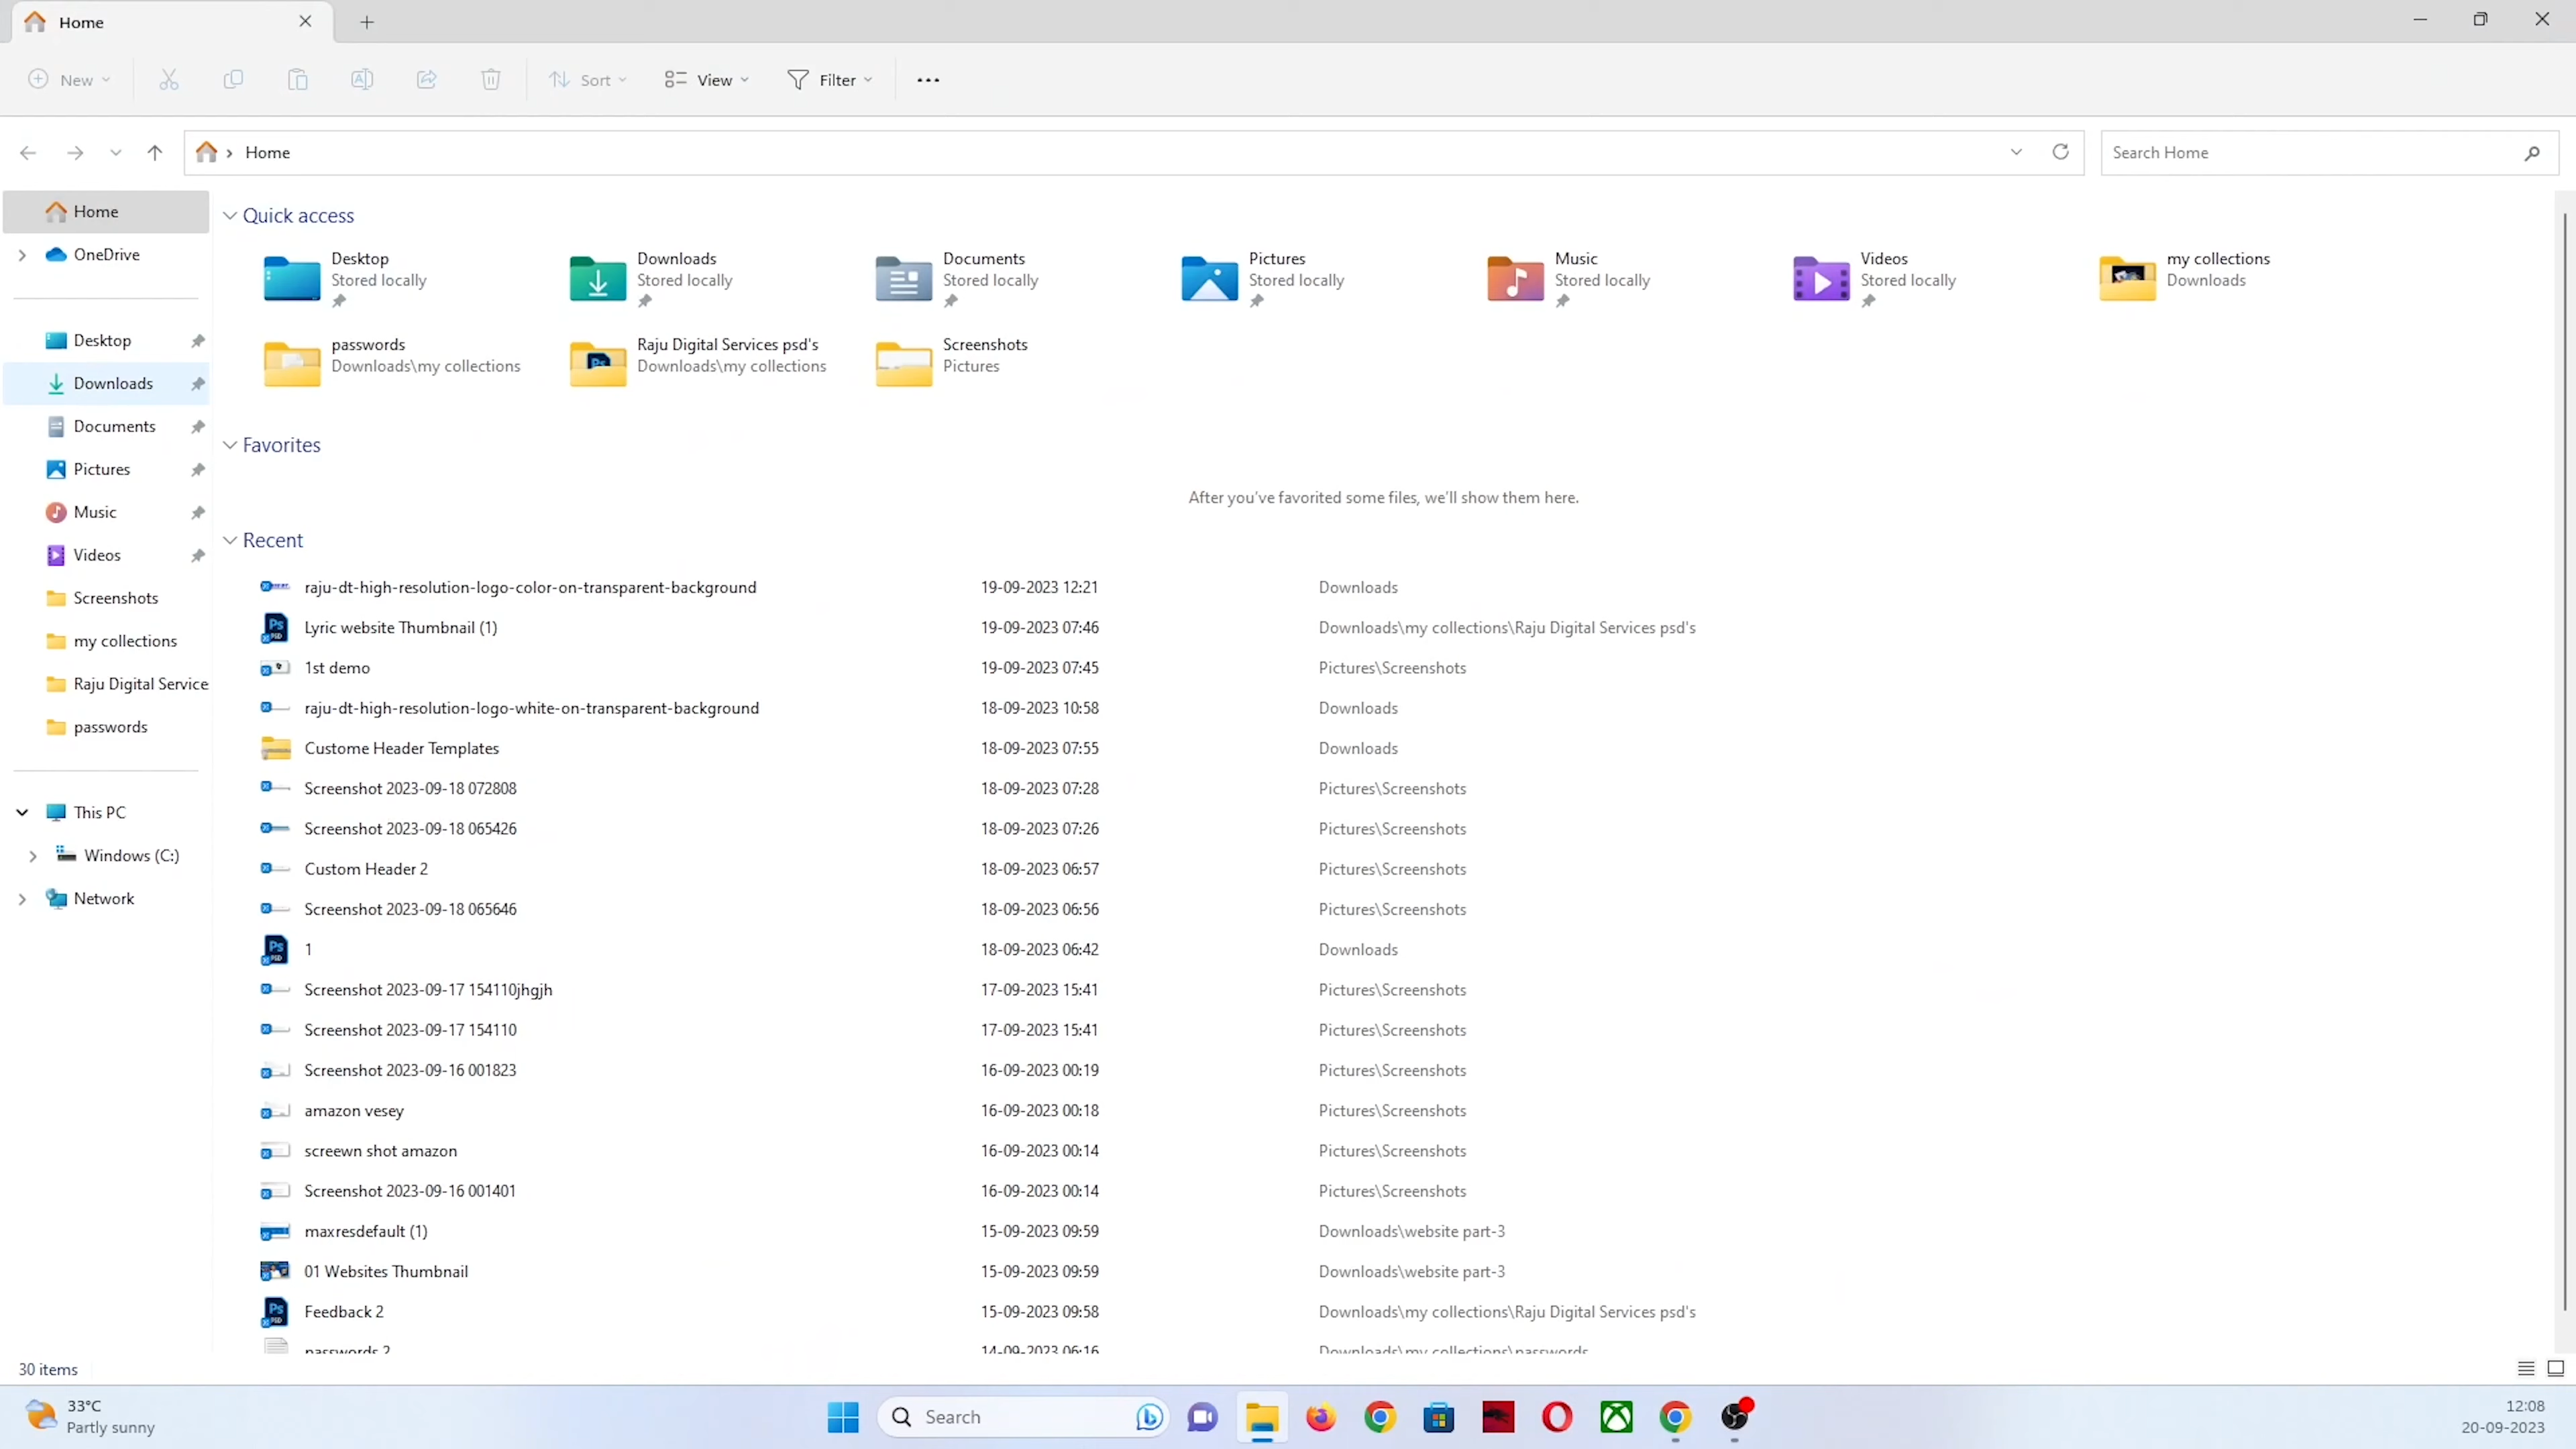 Home
New
Sort
View
Filter
Home
Search Home
Home
OneDrive
Desktop
Downloads
Documents
Pictures
Music
Videos
Screenshots
my collections
Raju Digital Service
passwords
This PC
Windows (C:)
Network
Quick access
Desktop
Stored locally
Downloads
Stored locally
Documents
Stored locally
Pictures
Stored locally
Music
Stored locally
Videos
Stored locally
my collections
Downloads
passwords
Downloads\my collections
Raju Digital Services psd's
Downloads\my collections
Screenshots
Pictures
Favorites
After you've favorited some files, we'll show them here.
Recent
raju-dt-high-resolution-logo-color-on-transparent-background 19-09-2023 12:21 Downloads
Lyric website Thumbnail (1) 19-09-2023 07:46 Downloads\my collections\Raju Digital Services psd's
1st demo 19-09-2023 07:45 Pictures\Screenshots
raju-dt-high-resolution-logo-white-on-transparent-background 18-09-2023 10:58 Downloads
Custome Header Templates 18-09-2023 07:55 Downloads
Screenshot 2023-09-18 072808 18-09-2023 07:28 Pictures\Screenshots
Screenshot 2023-09-18 065426 18-09-2023 07:26 Pictures\Screenshots
Custom Header 2 18-09-2023 06:57 Pictures\Screenshots
Screenshot 2023-09-18 065646 18-09-2023 06:56 Pictures\Screenshots
1 18-09-2023 06:42 Downloads
Screenshot 2023-09-17 154110jhgjh 17-09-2023 15:41 Pictures\Screenshots
Screenshot 2023-09-17 154110 17-09-2023 15:41 Pictures\Screenshots
Screenshot 2023-09-16 001823 16-09-2023 00:19 Pictures\Screenshots
amazon vesey 16-09-2023 00:18 Pictures\Screenshots
screewn shot amazon 16-09-2023 00:14 Pictures\Screenshots
Screenshot 2023-09-16 001401 16-09-2023 00:14 Pictures\Screenshots
maxresdefault (1) 15-09-2023 09:59 Downloads\website part-3
01 Websites Thumbnail 15-09-2023 09:59 Downloads\website part-3
Feedback 2 15-09-2023 09:58 Downloads\my collections\Raju Digital Services psd's
passwords 2 14-09-2023 06:16 Downloads\my collections\passwords
30 items
33°C
Partly sunny
Search
12:08
20-09-2023